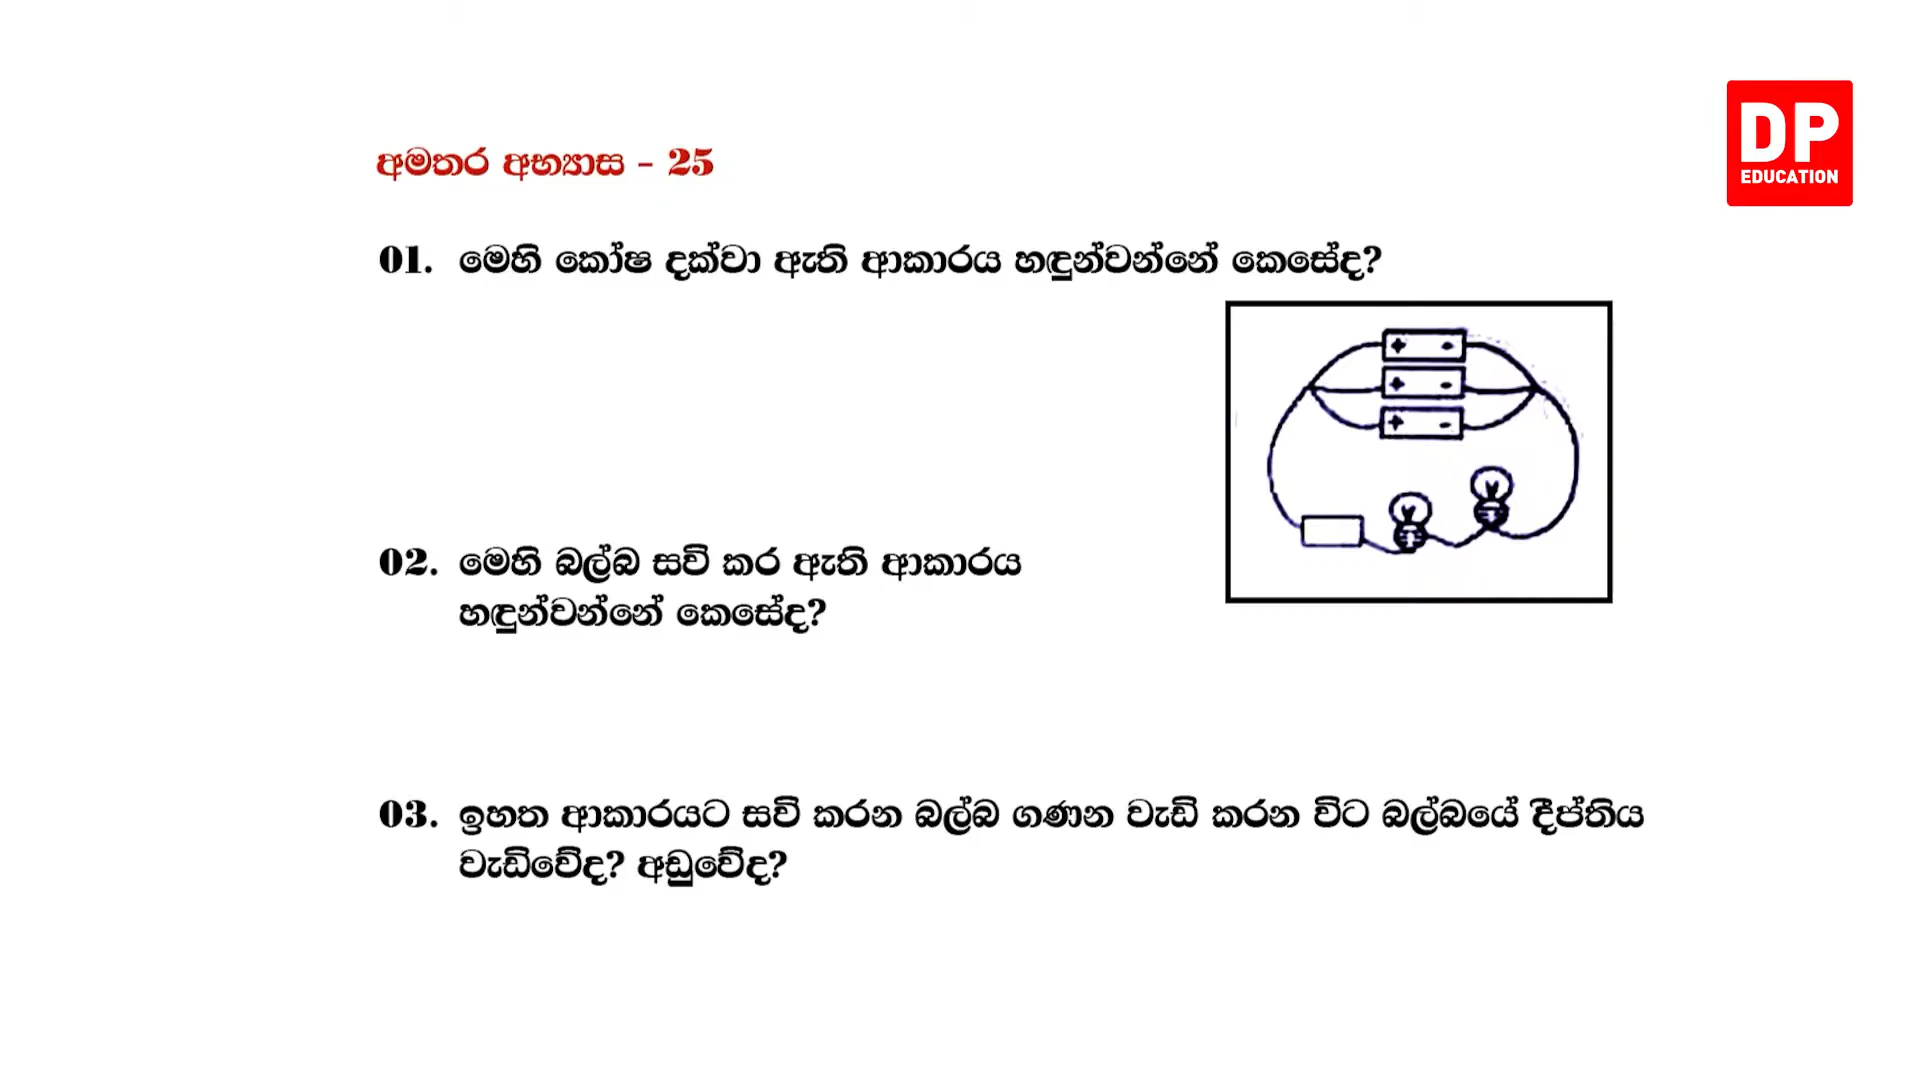 DP
EDUCATION
අමතර අභ්‍යාස - 25
01. මෙහි කෝෂ දක්වා ඇති ආකාරය හඳුන්වන්නේ කෙසේද?
+ -
+ -
+ -
02. මෙහි බල්බ සවි කර ඇති ආකාරය
හඳුන්වන්නේ කෙසේද?
03. ඉහත ආකාරයට සවි කරන බල්බ ගණන වැඩි කරන විට බල්බයේ දීප්තිය
වැඩිවේද? අඩුවේද?